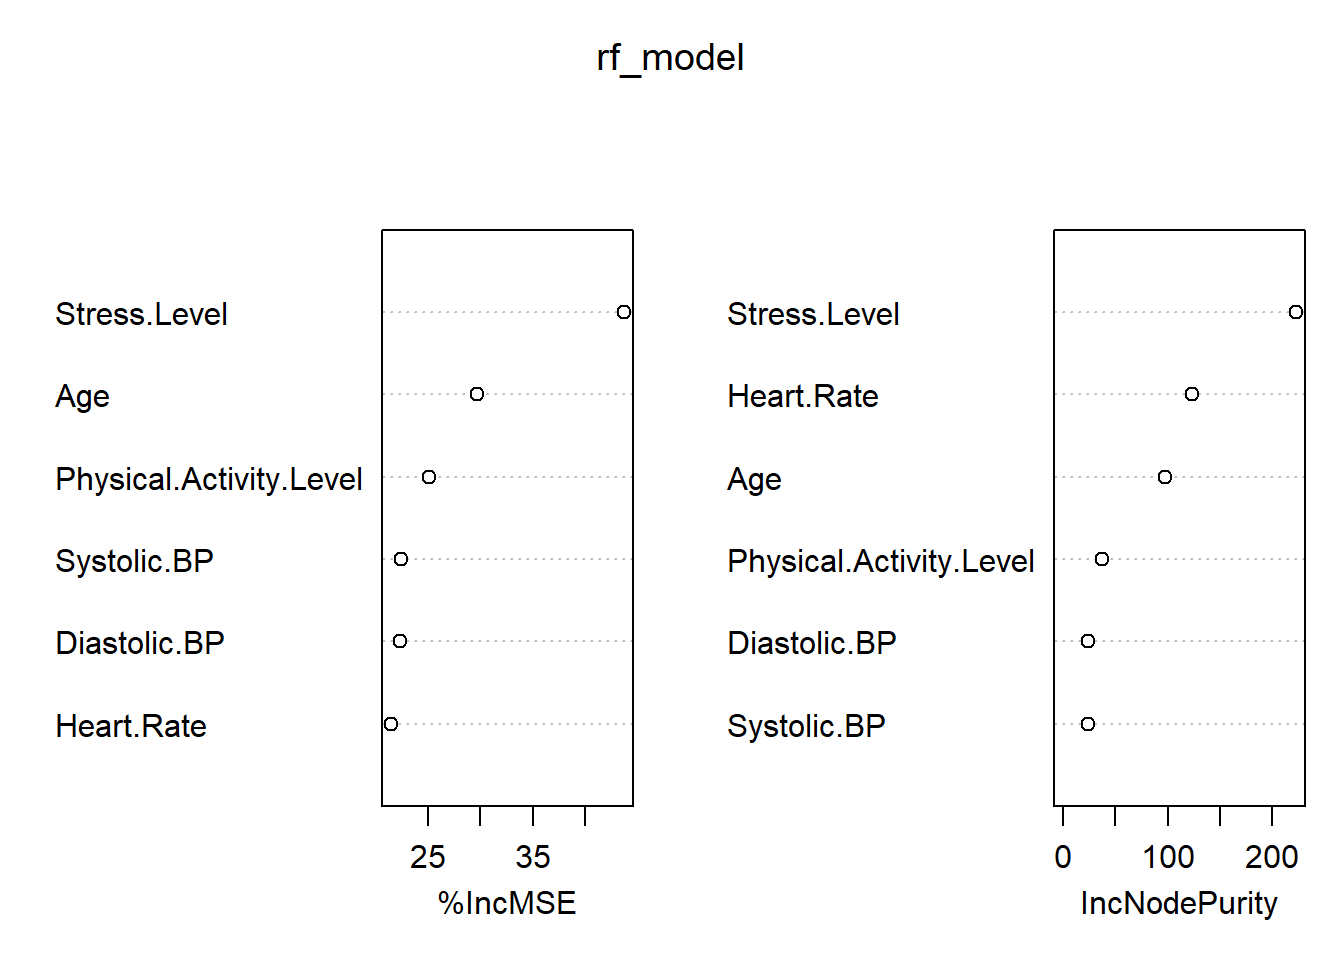 rf_model
Stress.Level
Age
Physical.Activity.Level
Systolic.BP
Diastolic.BP
Heart.Rate
25 35
%IncMSE
Stress.Level
Heart.Rate
Age
Physical.Activity.Level
Diastolic.BP
Systolic.BP
0 100 200
IncNodePurity